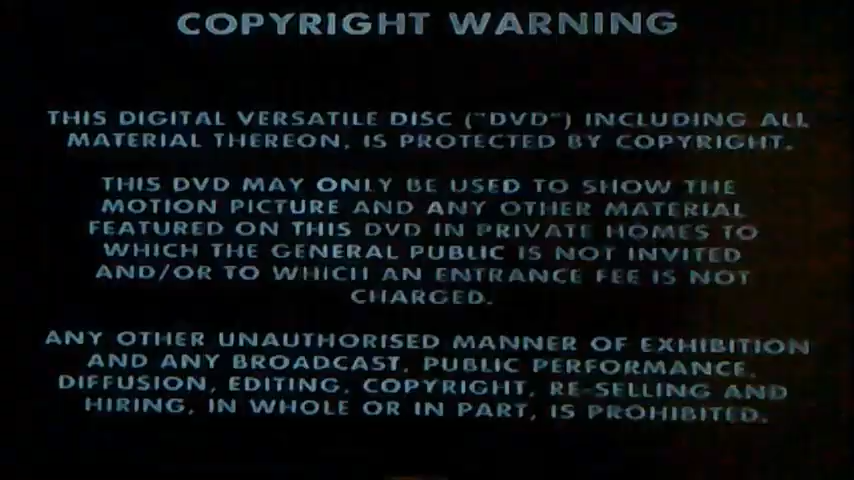 COPYRIGHT WARNING
THIS DIGITAL VERSATILE DISC ("DVD") INCLUDING ALL
MATERIAL THEREON, IS PROTECTED BY COPYRIGHT.
THIS DVD MAY ONLY BE USED TO SHOW THE
MOTION PICTURE AND ANY OTHER MATERIAL
FEATURED ON THIS DVD IN PRIVATE HOMES TO
WHICH THE GENERAL PUBLIC IS NOT INVITED
AND/OR TO WHICH AN ENTRANCE FEE IS NOT
CHARGED.
ANY OTHER UNAUTHORISED MANNER OF EXHIBITION
AND ANY BROADCAST, PUBLIC PERFORMANCE,
DIFFUSION, EDITING, COPYRIGHT, RE-SELLING AND
HIRING, IN WHOLE OR IN PART, IS PROHIBITED.